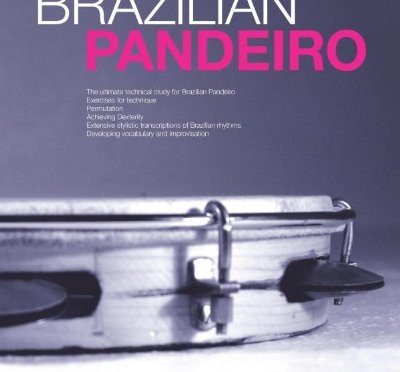 BRAZILIAN
PANDEIRO
The ultimate technical study for Brazilian Pandeiro
Exercises for technique
Permutation
Achieving Dexterity
Extensive stylistic transcriptions of Brazilian rhythms
Developing vocabulary and improvisation